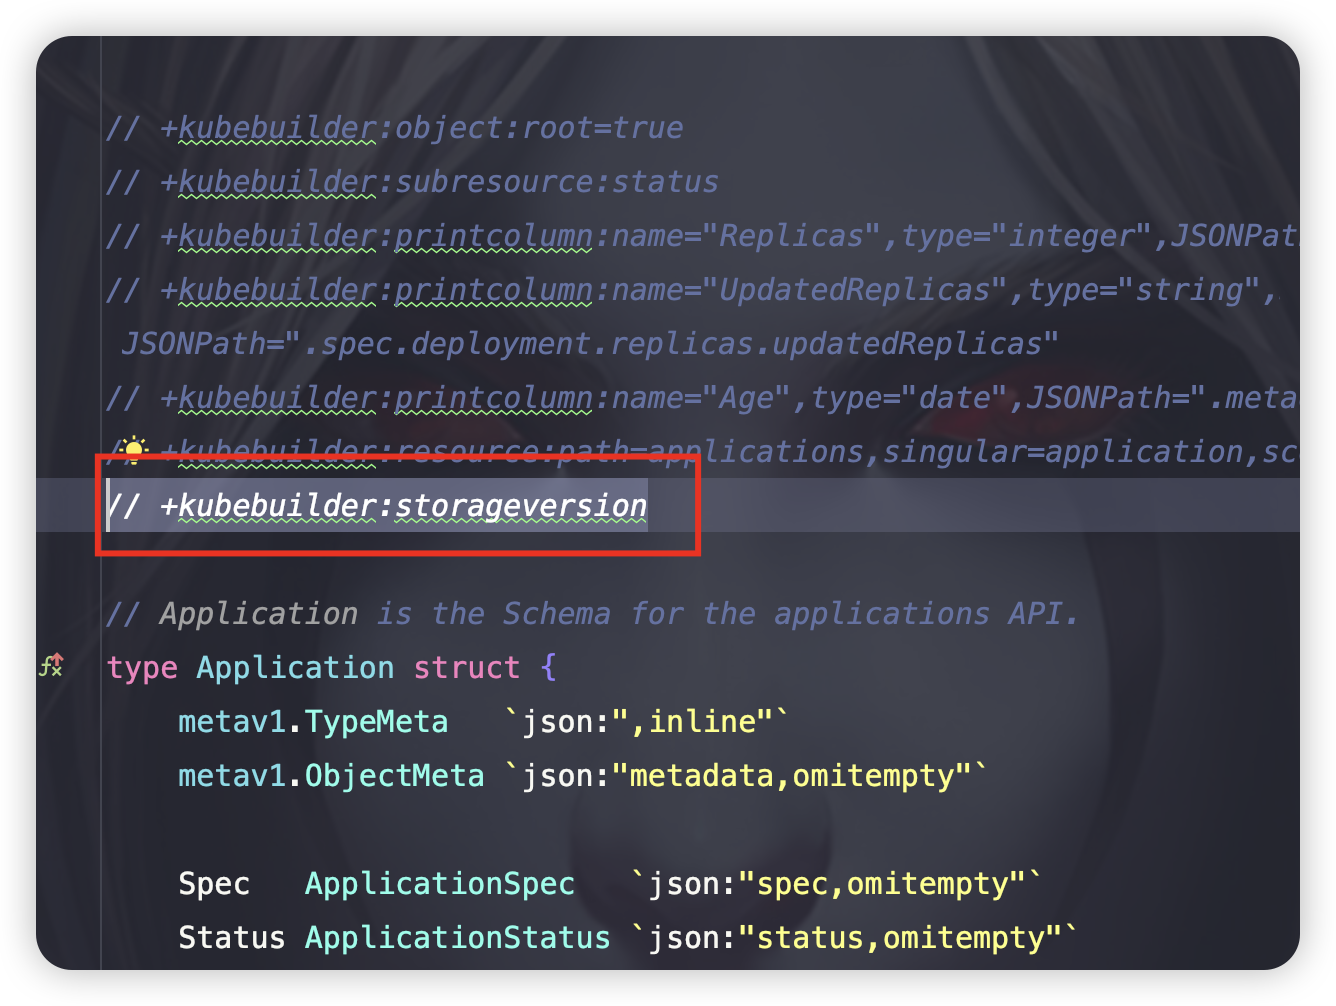 // +kubebuilder:object:root=true
// +kubebuilder:subresource:status
// +kubebuilder:printcolumn:name="Replicas",type="integer",JSONPat
// +kubebuilder:printcolumn:name="UpdatedReplicas",type="string",
JSONPath=".spec.deployment.replicas.updatedReplicas"
// +kubebuilder:printcolumn:name="Age",type="date",JSONPath=".meta
// +kubebuilder:resource:path=applications,singular=application,sc
// +kubebuilder:storageversion
// Application is the Schema for the applications API.
type Application struct {
metav1.TypeMeta `json:",inline"`
metav1.ObjectMeta `json:"metadata,omitempty"`
Spec ApplicationSpec `json:"spec,omitempty"`
Status ApplicationStatus `json:"status,omitempty"`